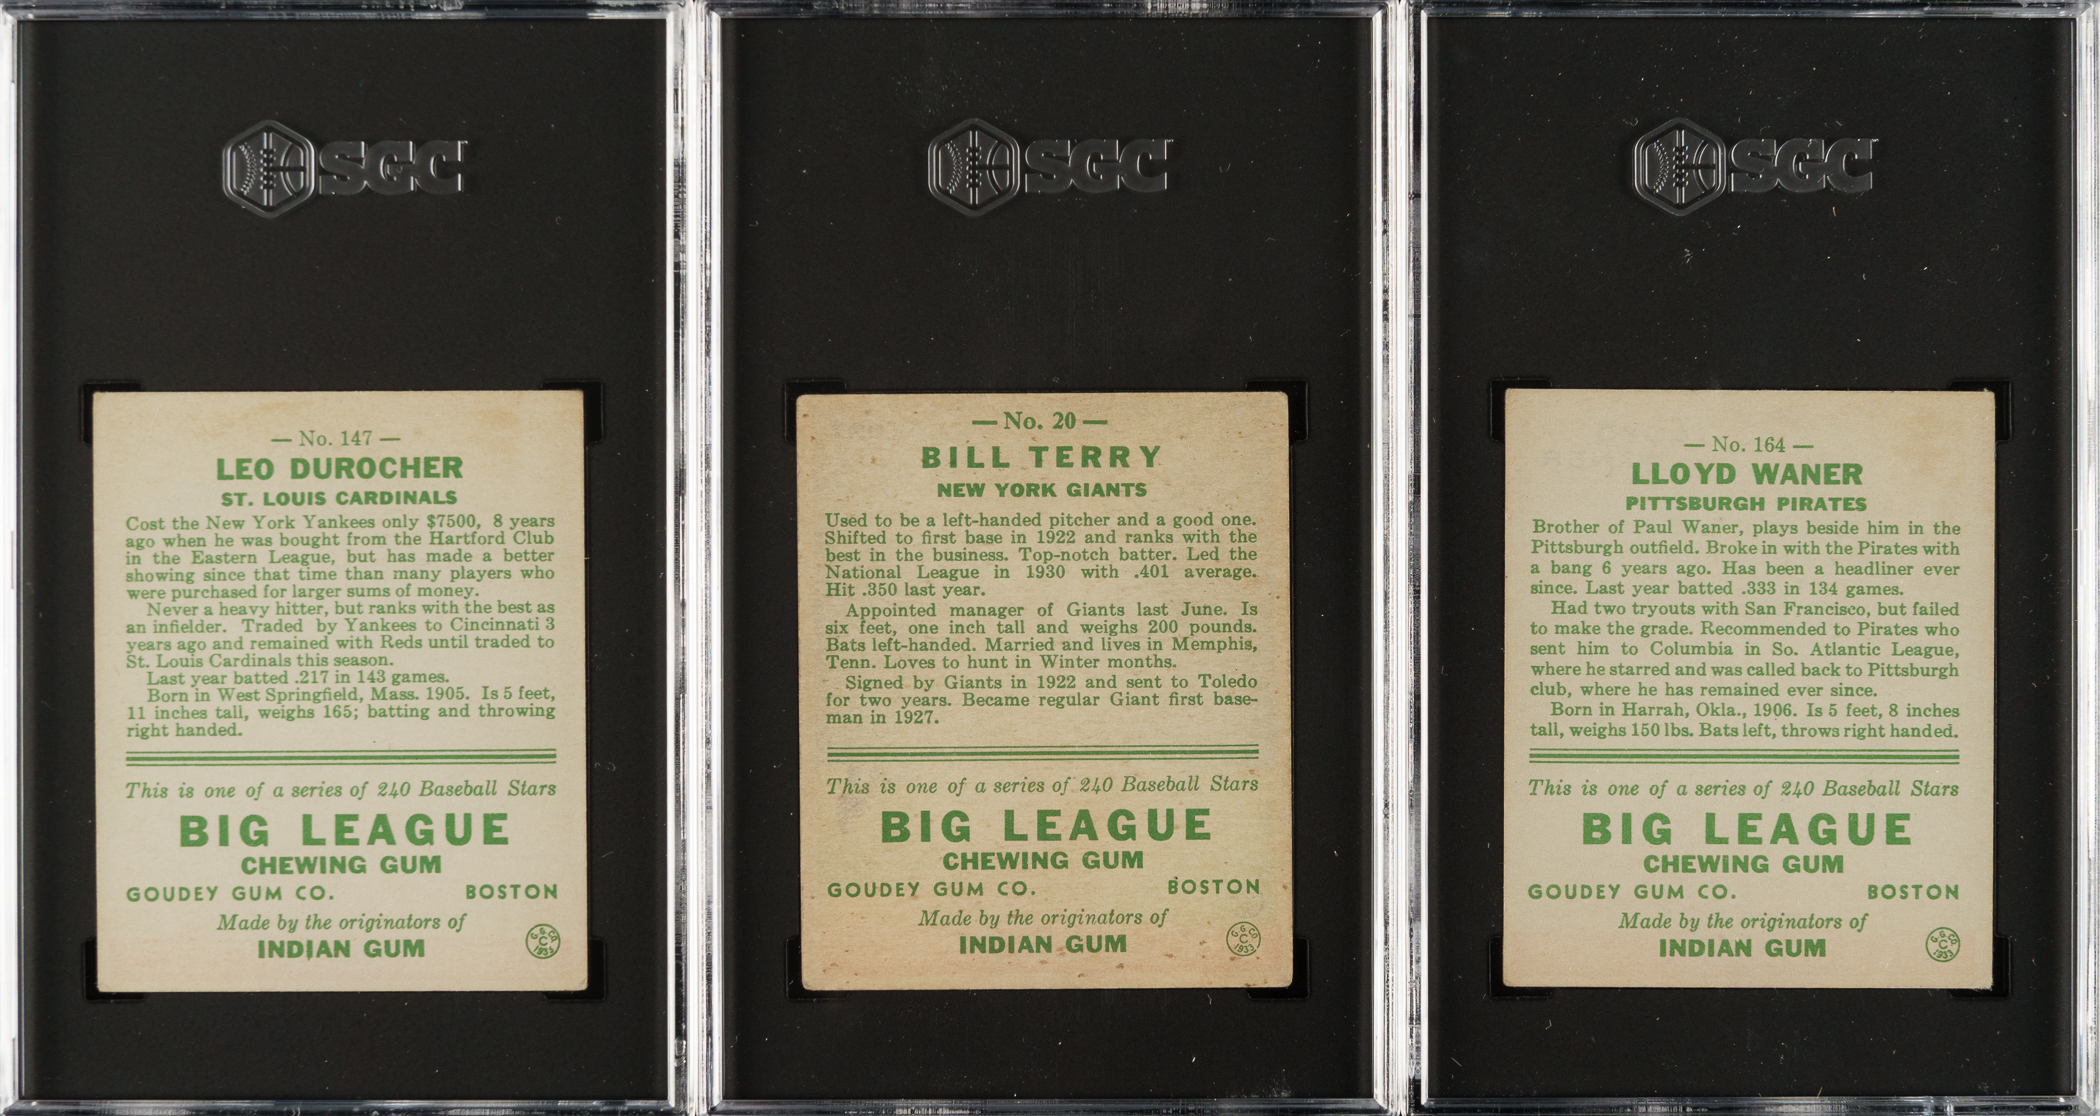 SGC
— No. 147 —
LEO DUROCHER
ST. LOUIS CARDINALS
Cost the New York Yankees only $7500, 8 years
ago when he was bought from the Hartford Club
in the Eastern League, but has made a better
showing since that time than many players who
were purchased for larger sums of money.
Never a heavy hitter, but ranks with the best as
an infielder. Traded by Yankees to Cincinnati 3
years ago and remained with Reds until traded to
St. Louis Cardinals this season.
Last year batted .217 in 143 games.
Born in West Springfield, Mass. 1905. Is 5 feet,
11 inches tall, weighs 165; batting and throwing
right handed.
This is one of a series of 240 Baseball Stars
BIG LEAGUE
CHEWING GUM
GOUDEY GUM CO. BOSTON
Made by the originators of
INDIAN GUM
G. G. Co.
C
1933
SGC
— No. 20 —
BILL TERRY
NEW YORK GIANTS
Used to be a left-handed pitcher and a good one.
Shifted to first base in 1922 and ranks with the
best in the business. Top-notch batter. Led the
National League in 1930 with .401 average.
Hit .350 last year.
Appointed manager of Giants last June. Is
six feet, one inch tall and weighs 200 pounds.
Bats left-handed. Married and lives in Memphis,
Tenn. Loves to hunt in Winter months.
Signed by Giants in 1922 and sent to Toledo
for two years. Became regular Giant first base-
man in 1927.
This is one of a series of 240 Baseball Stars
BIG LEAGUE
CHEWING GUM
GOUDEY GUM CO. BOSTON
Made by the originators of
INDIAN GUM
G. G. Co.
C
1933
SGC
— No. 164 —
LLOYD WANER
PITTSBURGH PIRATES
Brother of Paul Waner, plays beside him in the
Pittsburgh outfield. Broke in with the Pirates with
a bang 6 years ago. Has been a headliner ever
since. Last year batted .333 in 134 games.
Had two tryouts with San Francisco, but failed
to make the grade. Recommended to Pirates who
sent him to Columbia in So. Atlantic League,
where he starred and was called back to Pittsburgh
club, where he has remained ever since.
Born in Harrah, Okla., 1906. Is 5 feet, 8 inches
tall, weighs 150 lbs. Bats left, throws right handed.
This is one of a series of 240 Baseball Stars
BIG LEAGUE
CHEWING GUM
GOUDEY GUM CO. BOSTON
Made by the originators of
INDIAN GUM
G. G. Co.
C
1933